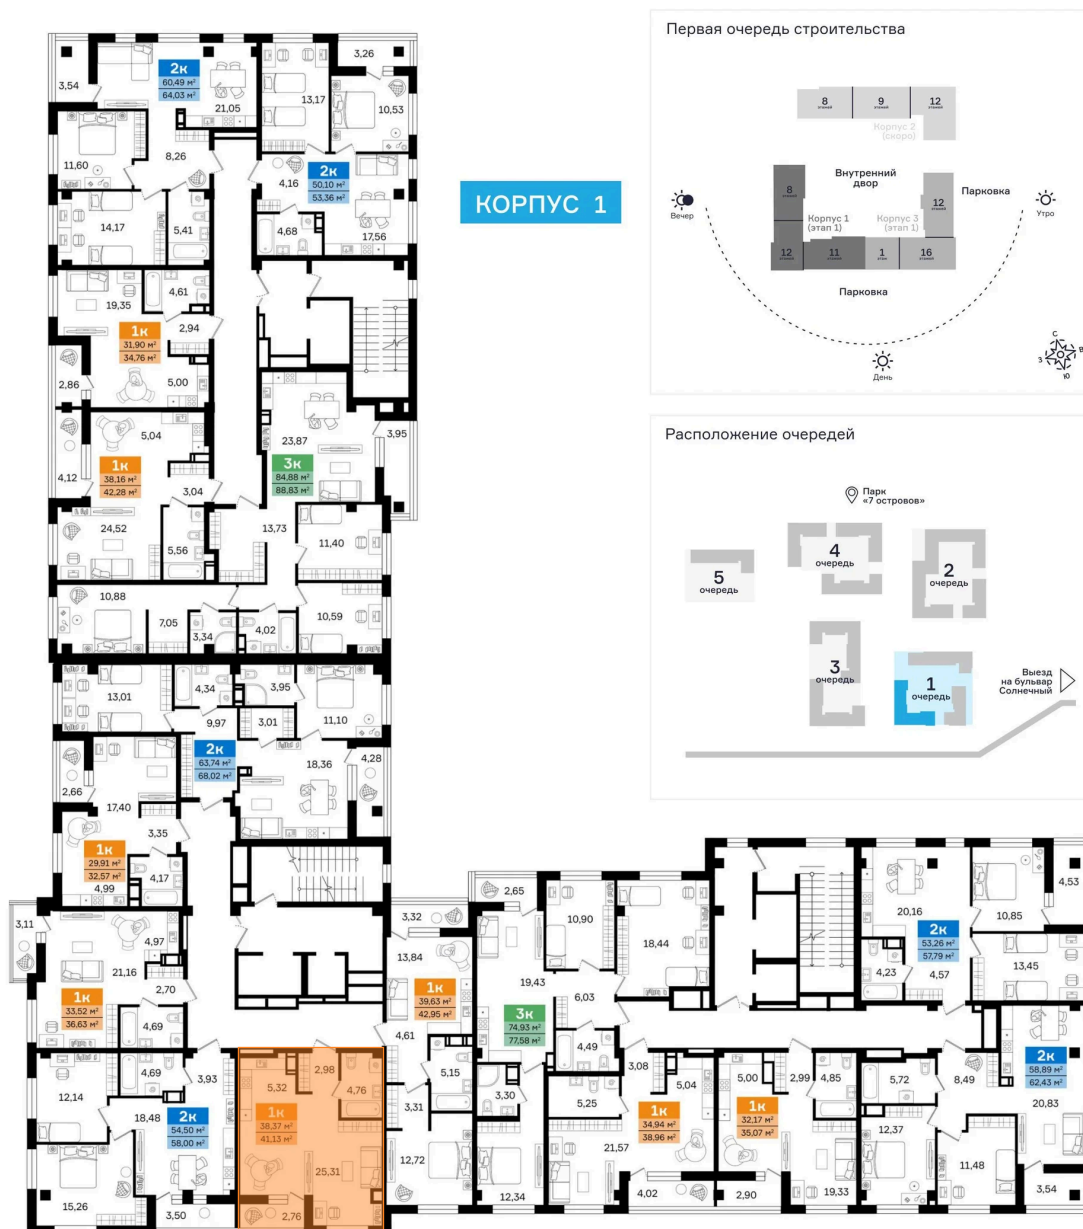 КОРПУС 1
3,54
2к
60,49 м²
64,03 м²
21,05
13,17
3,26
10,53
11,60
8,26
4,16
2к
50,10 м²
53,36 м²
14,17
5,41
4,68
17,56
19,35
4,61
1к
31,90 м²
34,76 м²
2,94
2,86
5,00
5,04
23,87
3,95
4,12
1к
38,16 м²
42,28 м²
3,04
3к
84,88 м²
88,83 м²
24,52
5,56
13,73
11,40
10,88
7,05
3,34
4,02
10,59
13,01
4,34
3,95
11,10
9,97
3,01
2к
63,74 м²
68,02 м²
18,36
4,28
2,66
17,40
3,35
1к
29,91 м²
32,57 м²
4,99
4,17
3,11
4,97
21,16
2,70
1к
33,52 м²
36,63 м²
4,69
3,32
13,84
1к
39,63 м²
42,95 м²
4,61
5,15
3,31
12,72
2,65
10,90
18,44
19,43
6,03
3к
74,93 м²
77,58 м²
4,49
3,30
5,25
12,34
12,14
4,69
3,93
18,48
2к
54,50 м²
58,00 м²
15,26
3,50
5,32
2,98
4,76
1к
38,37 м²
41,13 м²
25,31
2,76
3,08
5,04
1к
34,94 м²
38,96 м²
21,57
4,02
5,00
2,99
4,85
1к
32,17 м²
35,07 м²
2,90
19,33
20,16
10,85
4,53
2к
53,26 м²
57,79 м²
4,23
4,57
13,45
5,72
8,49
2к
58,89 м²
62,43 м²
20,83
12,37
11,48
3,54
Первая очередь строительства
8
этажей
9
этажей
12
этажей
Корпус 2
(скоро)
Внутренний
двор
8
этажей
Парковка
12
этажей
Вечер
Утро
Корпус 1
(этап 1)
Корпус 3
(этап 1)
12
этажей
11
этажей
1
этаж
16
этажей
Парковка
День
С
В
З
Ю
Расположение очередей
Парк
«7 островов»
5
очередь
4
очередь
2
очередь
3
очередь
1
очередь
Выезд
на бульвар
Солнечный